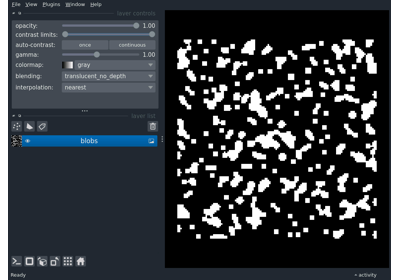 File View Plugins Window Help
layer controls
opacity: 1.00
contrast limits:
auto-contrast: once continuous
gamma: 1.00
colormap: gray
blending: translucent_no_depth
interpolation: nearest
layer list
blobs
Ready activity